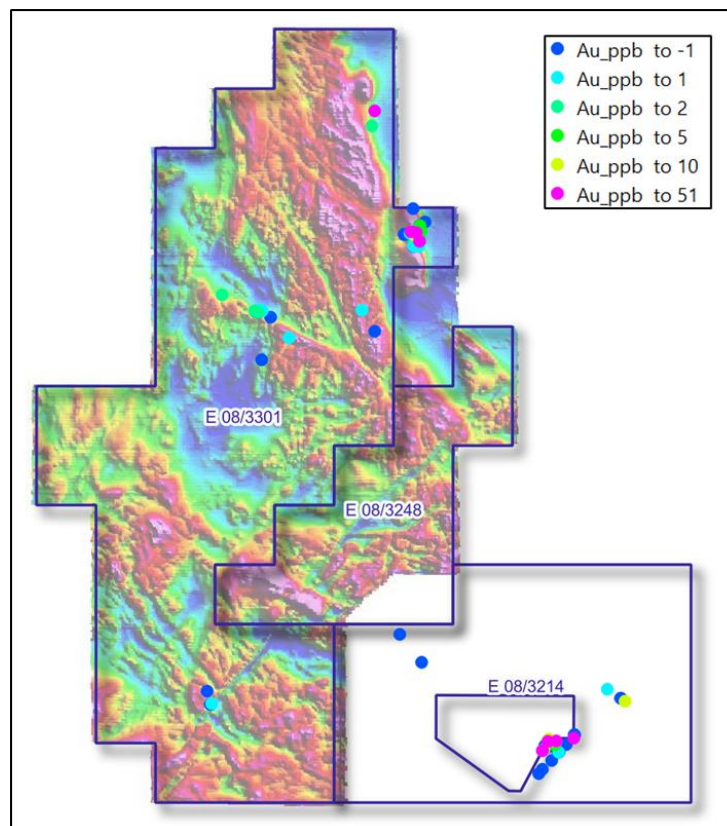 Au_ppb to -1
Au_ppb to 1
Au_ppb to 2
Au_ppb to 5
Au_ppb to 10
Au_ppb to 51
E 08/3301
E 08/3248
E 08/3214